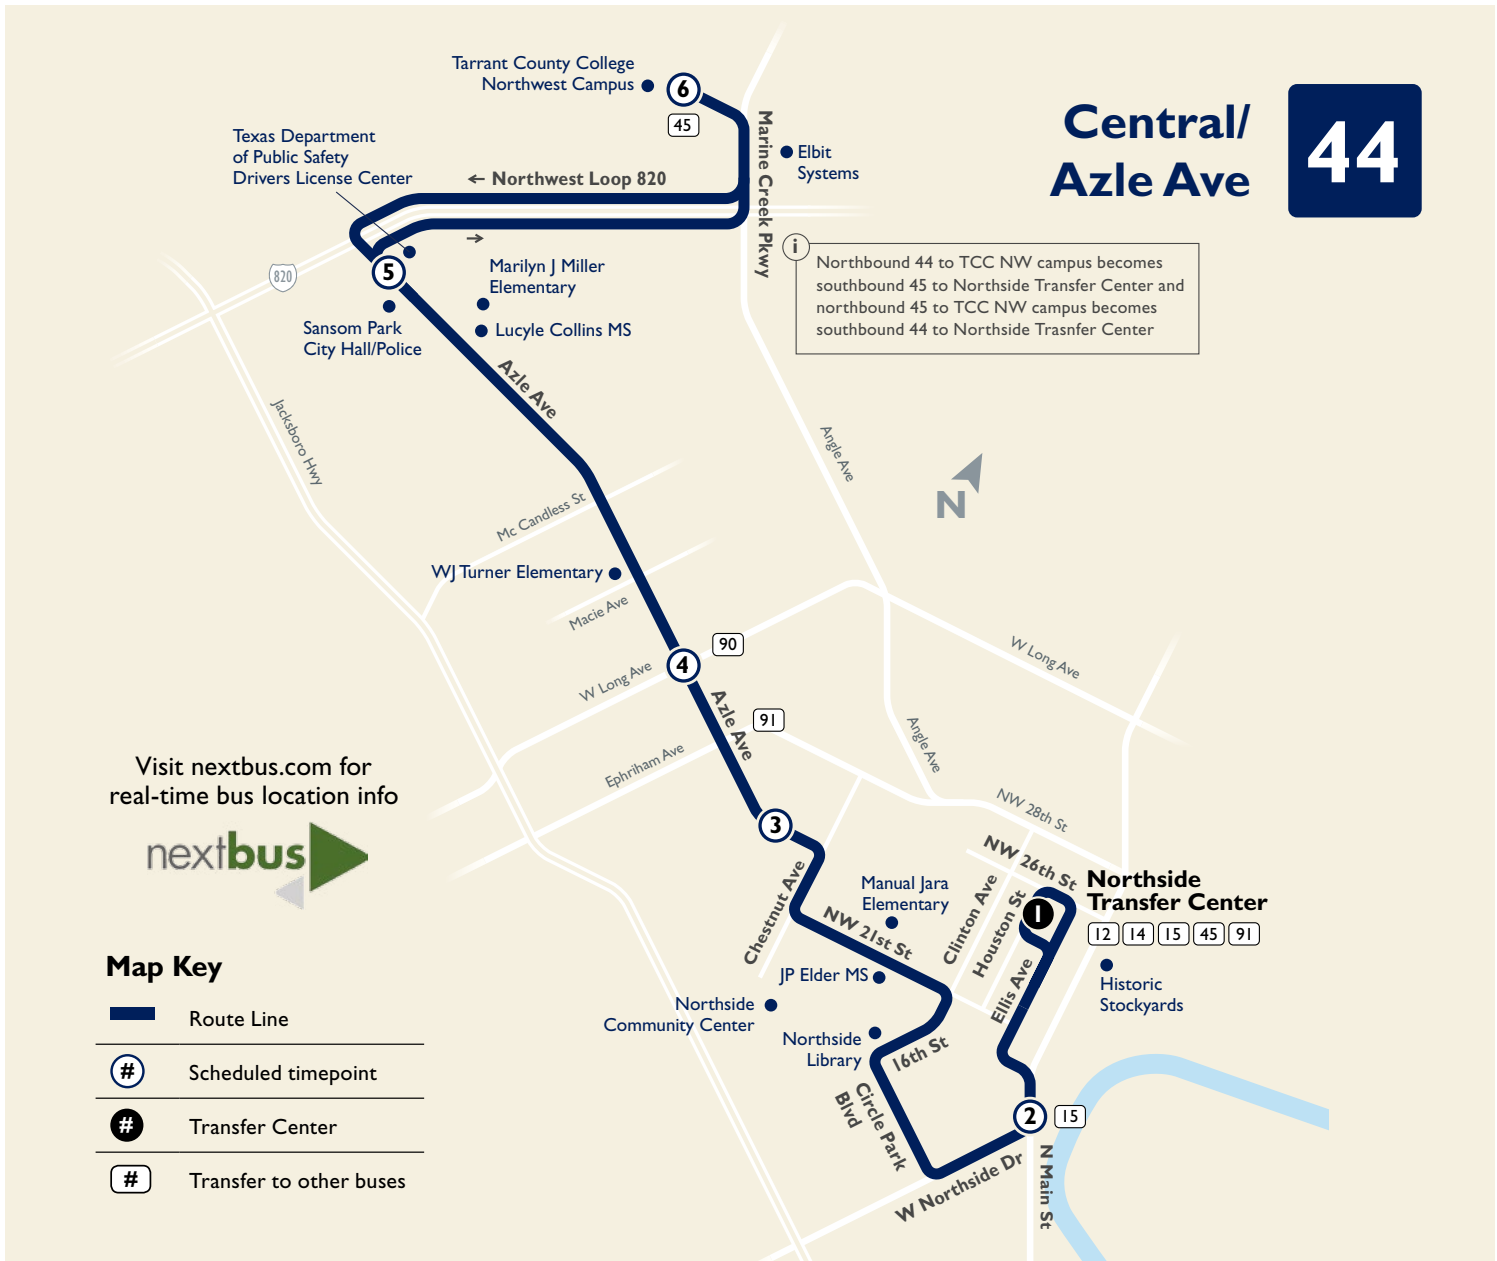 Central/
Azle Ave
44
Tarrant County College
Northwest Campus
6
45
Marine Creek Pkwy
Elbit
Systems
Texas Department
of Public Safety
Drivers License Center
← Northwest Loop 820
→
820
5
i
Northbound 44 to TCC NW campus becomes
southbound 45 to Northside Transfer Center and
northbound 45 to TCC NW campus becomes
southbound 44 to Northside Trasnfer Center
Marilyn J Miller
Elementary
Sansom Park
City Hall/Police
Lucyle Collins MS
Azle Ave
Jacksboro Hwy
Angle Ave
N
Mc Candless St
WJ Turner Elementary
Macie Ave
90
4
W Long Ave
W Long Ave
Azle Ave
91
Angle Ave
Ephriham Ave
3
NW 28th St
NW 26th St
Visit nextbus.com for
real-time bus location info
nextbus
Chestnut Ave
Manual Jara
Elementary
NW 21st St
Clinton Ave
Houston St
1
Northside
Transfer Center
12
14
15
45
91
Ellis Ave
Historic
Stockyards
JP Elder MS
Northside
Community Center
Northside
Library
16th St
Circle Park
Blvd
2
15
W Northside Dr
N Main St
Map Key
Route Line
#
Scheduled timepoint
#
Transfer Center
#
Transfer to other buses